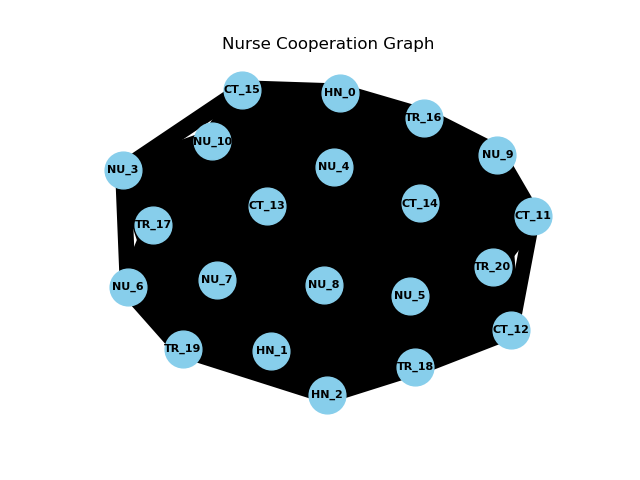 Nurse Cooperation Graph
CT_15
HN_0
TR_16
NU_10
NU_9
NU_4
NU_3
CT_13
CT_14
CT_11
TR_17
TR_20
NU_7
NU_8
NU_6
NU_5
CT_12
TR_19
HN_1
TR_18
HN_2